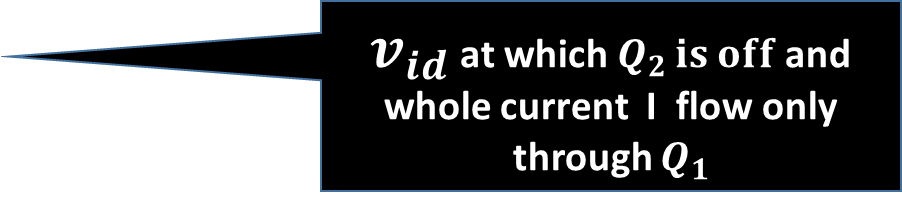 v_id at which Q₂ is off and
whole current I flow only
through Q₁